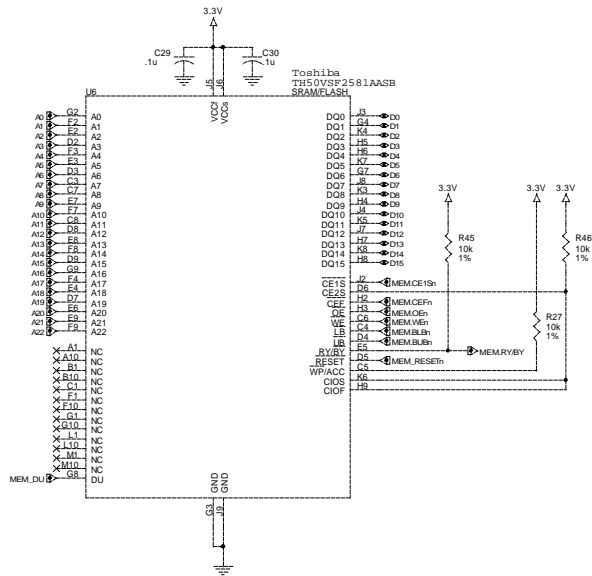 3.3V
C29
.1u
C30
.1u
Toshiba
TH50VSF2581AASB
U6
SRAM/FLASH
J5
J6
VCCf
VCCs
A0 G2 A0
A1 F2 A1
A2 E2 A2
A3 D2 A3
A4 F3 A4
A5 E3 A5
A6 D3 A6
A7 C3 A7
A8 C7 A8
A9 E7 A9
A10 F7 A10
A11 C8 A11
A12 D8 A12
A13 E8 A13
A14 F8 A14
A15 D9 A15
A16 G9 A16
A17 F4 A17
A18 E4 A18
A19 D7 A19
A20 E6 A20
A21 E9 A21
A22 F9 A22
A1 NC
A10 NC
B1 NC
B10 NC
C1 NC
F1 NC
F10 NC
G1 NC
G10 NC
L1 NC
L10 NC
M1 NC
M10 NC
MEM_DU G8 DU
DQ0 J3 D0
DQ1 G4 D1
DQ2 K4 D2
DQ3 H5 D3
DQ4 H6 D4
DQ5 K7 D5
DQ6 G7 D6
DQ7 J8 D7
DQ8 K3 D8
DQ9 H4 D9
DQ10 J4 D10
DQ11 K5 D11
DQ12 J7 D12
DQ13 H7 D13
DQ14 K8 D14
DQ15 H8 D15
CE1S J2 MEM.CE1Sn
CE2S D6
CEF H2 MEM.CEFn
OE H3 MEM.OEn
WE C6 MEM.WEn
LB C4 MEM.BLBn
UB D4 MEM.BUBn
RY/BY E5 MEM.RY/BY
RESET D5 MEM_RESETn
WP/ACC C5
CIOS K6
CIOF H9
3.3V
3.3V
3.3V
R45
10k
1%
R46
10k
1%
R27
10k
1%
GND
GND
G3
J9